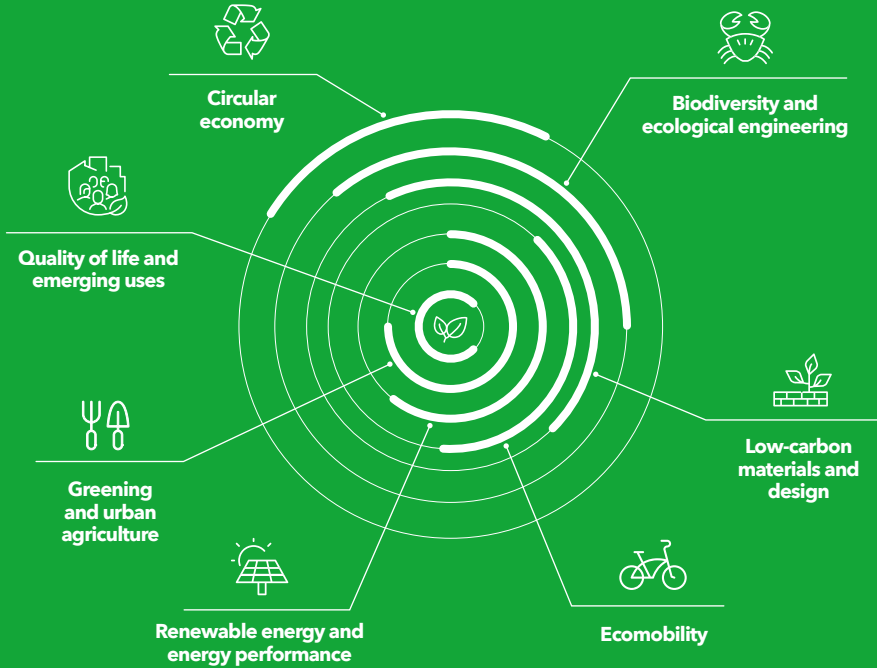 Circular
economy
Biodiversity and
ecological engineering
Quality of life and
emerging uses
Low-carbon
materials and
design
Greening
and urban
agriculture
Renewable energy and
energy performance
Ecomobility